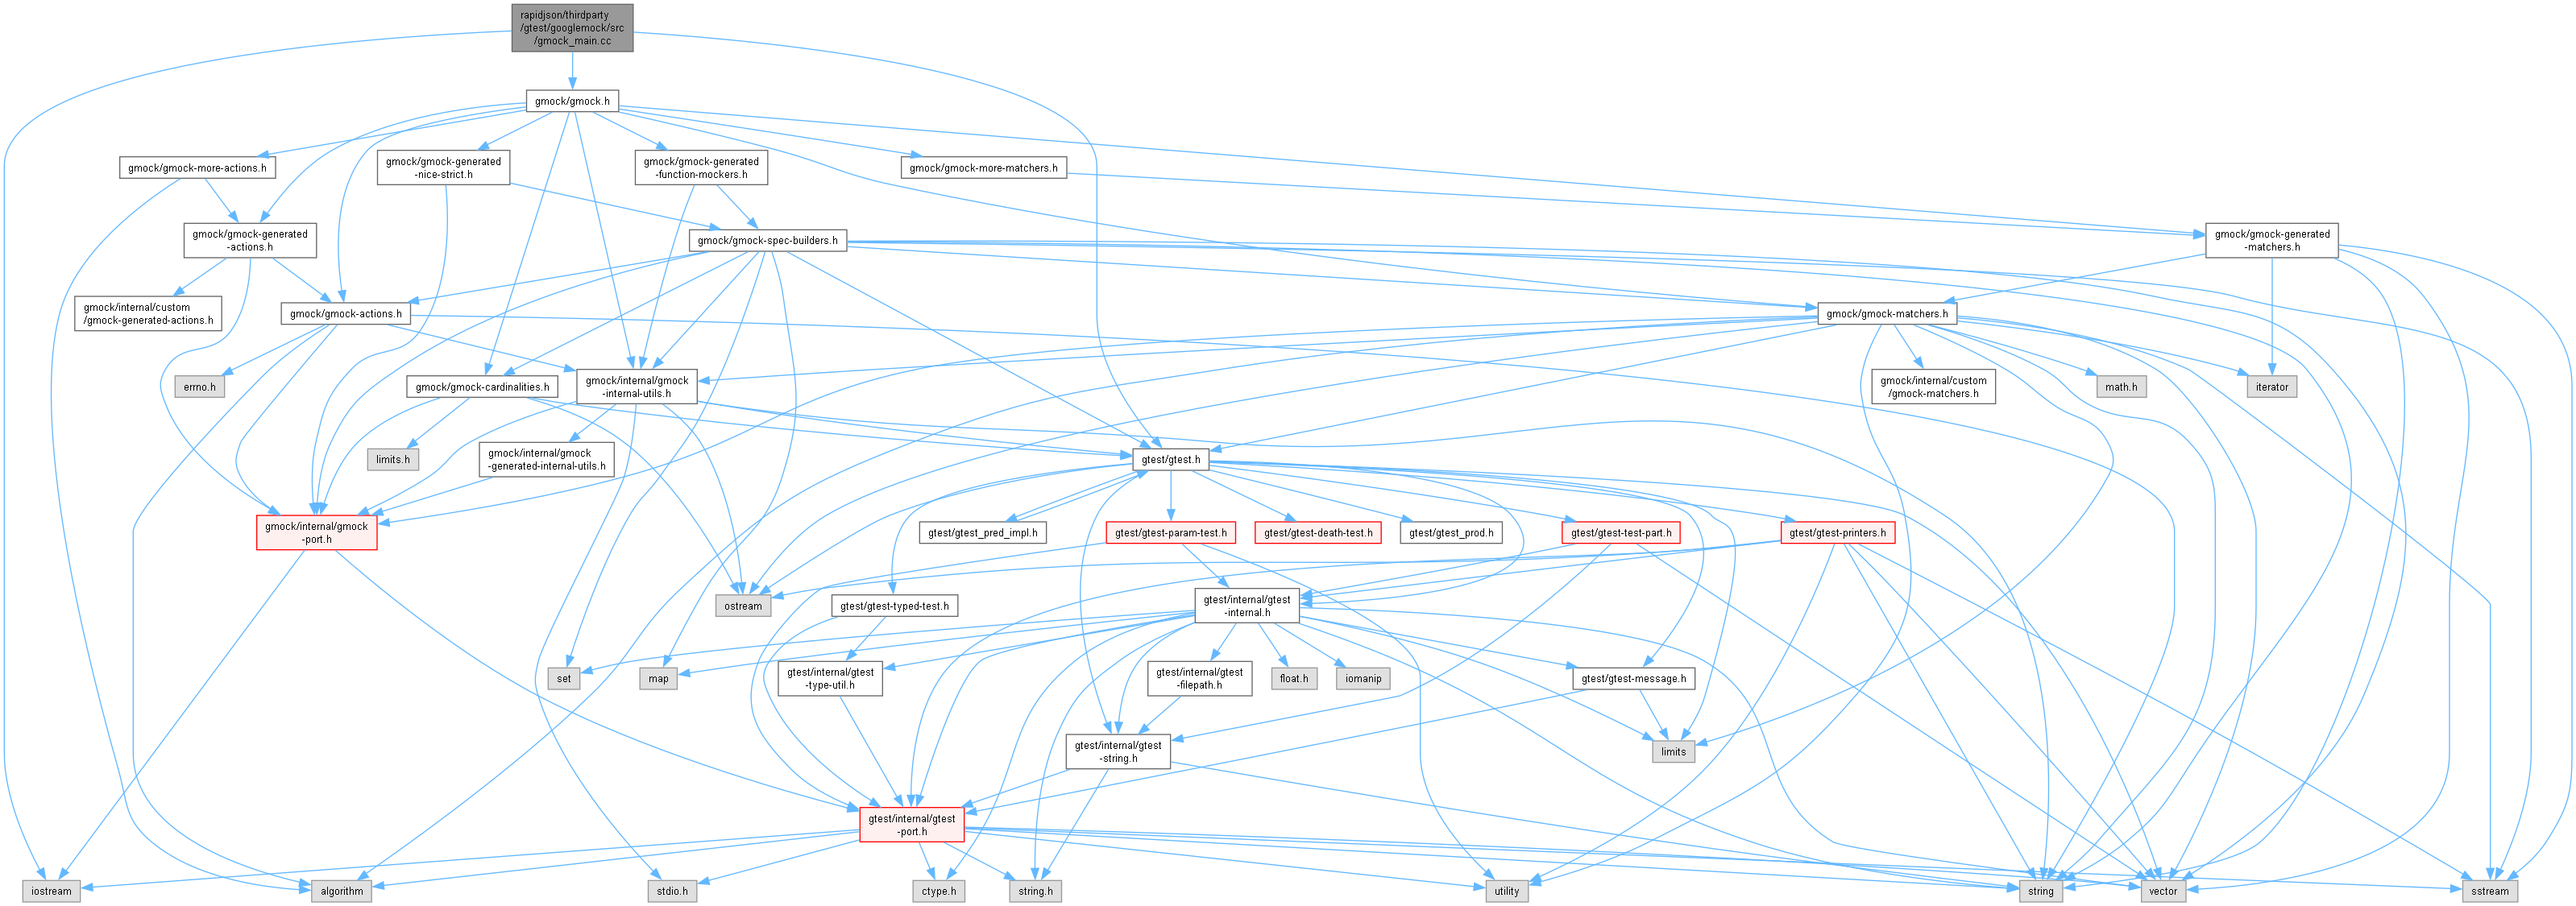 rapidjson/thirdparty
/gtest/googlemock/src
/gmock_main.cc
gmock/gmock.h
gmock/gmock-more-actions.h
gmock/gmock-generated
-nice-strict.h
gmock/gmock-generated
-function-mockers.h
gmock/gmock-more-matchers.h
gmock/gmock-generated
-actions.h
gmock/gmock-spec-builders.h
gmock/gmock-generated
-matchers.h
gmock/internal/custom
/gmock-generated-actions.h
gmock/gmock-actions.h
gmock/gmock-matchers.h
errno.h
gmock/gmock-cardinalities.h
gmock/internal/gmock
-internal-utils.h
gmock/internal/custom
/gmock-matchers.h
math.h
iterator
limits.h
gmock/internal/gmock
-generated-internal-utils.h
gtest/gtest.h
gmock/internal/gmock
-port.h
gtest/gtest_pred_impl.h
gtest/gtest-param-test.h
gtest/gtest-death-test.h
gtest/gtest_prod.h
gtest/gtest-test-part.h
gtest/gtest-printers.h
ostream
gtest/gtest-typed-test.h
gtest/internal/gtest
-internal.h
set
map
gtest/internal/gtest
-type-util.h
gtest/internal/gtest
-filepath.h
float.h
iomanip
gtest/gtest-message.h
gtest/internal/gtest
-string.h
limits
gtest/internal/gtest
-port.h
iostream
algorithm
stdio.h
ctype.h
string.h
utility
string
vector
sstream